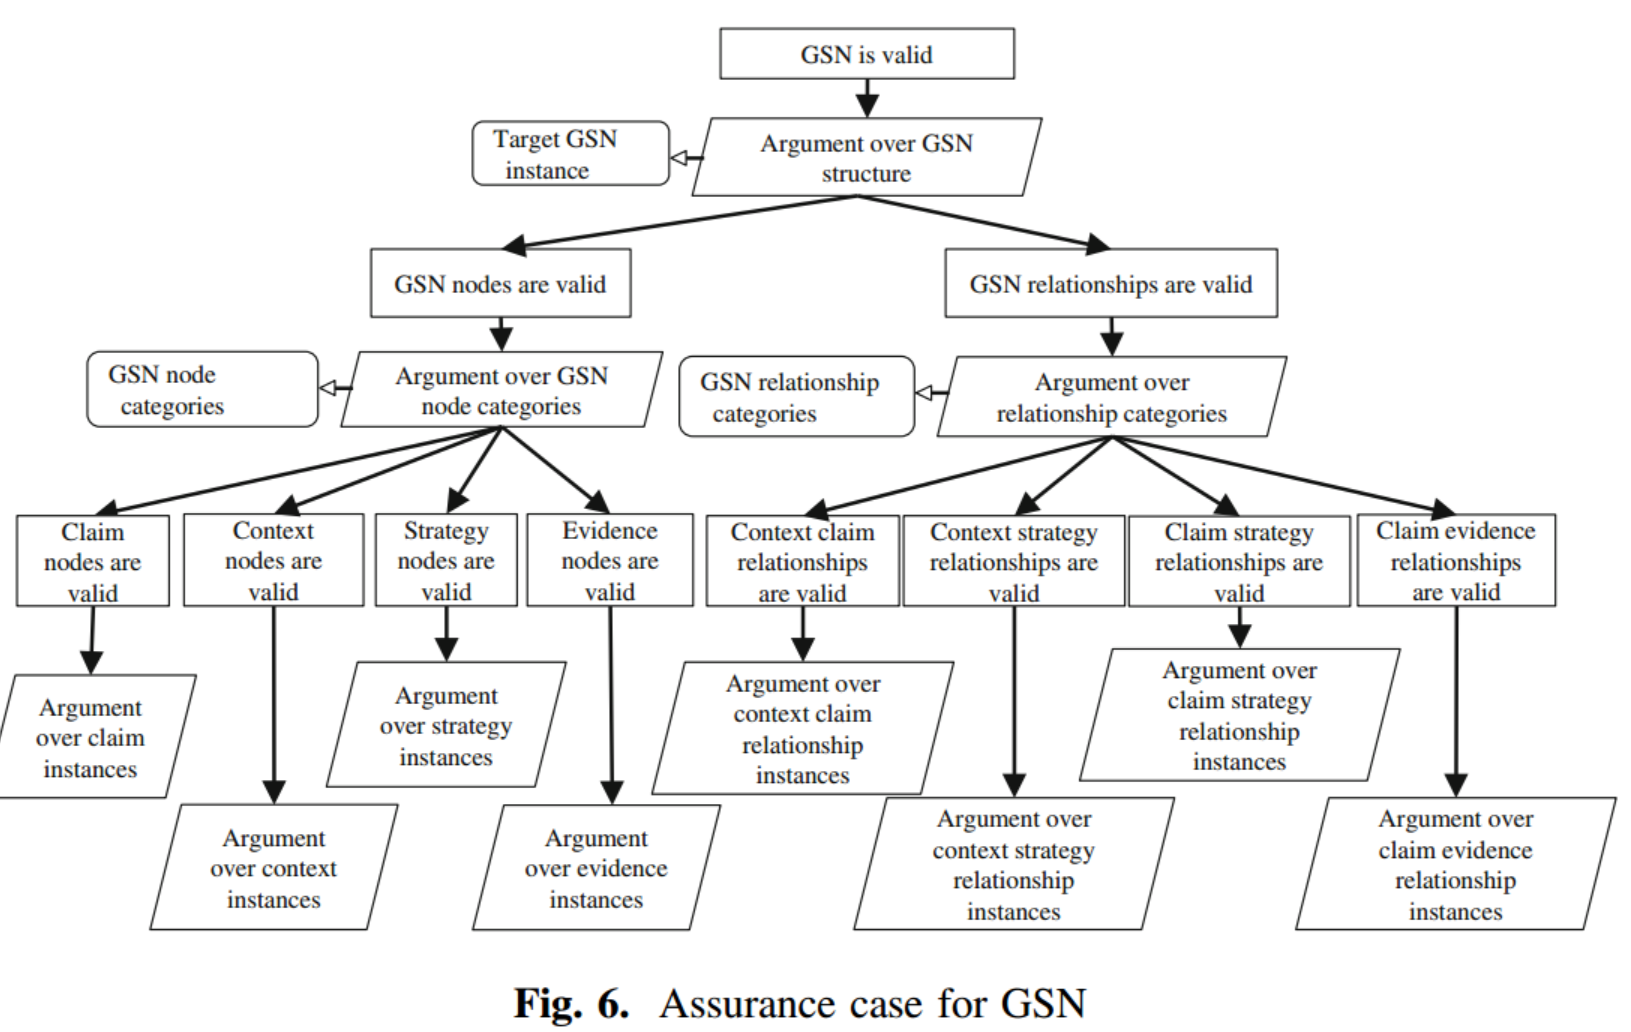 GSN is valid
Target GSN
instance
Argument over GSN
structure
GSN nodes are valid
GSN relationships are valid
GSN node
categories
Argument over GSN
node categories
GSN relationship
categories
Argument over
relationship categories
Claim
nodes are
valid
Context
nodes are
valid
Strategy
nodes are
valid
Evidence
nodes are
valid
Context claim
relationships
are valid
Context strategy
relationships are
valid
Claim strategy
relationships are
valid
Claim evidence
relationships
are valid
Argument
over claim
instances
Argument
over strategy
instances
Argument over
context claim
relationship
instances
Argument over
claim strategy
relationship
instances
Argument
over context
instances
Argument
over evidence
instances
Argument over
context strategy
relationship
instances
Argument over
claim evidence
relationship
instances
Fig. 6. Assurance case for GSN